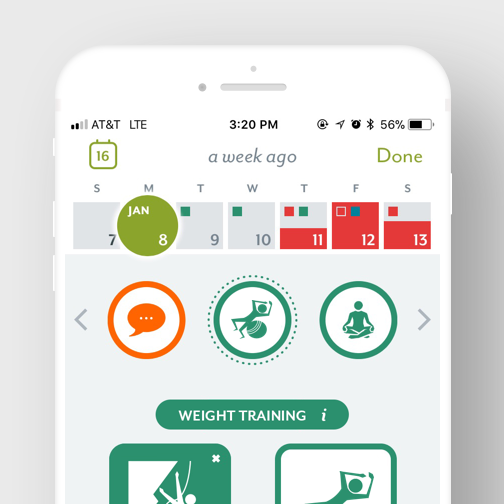 AT&T LTE 3:20 PM 56%
16 a week ago Done
S M T W T F S
JAN
7 8 9 10 11 12 13
WEIGHT TRAINING i